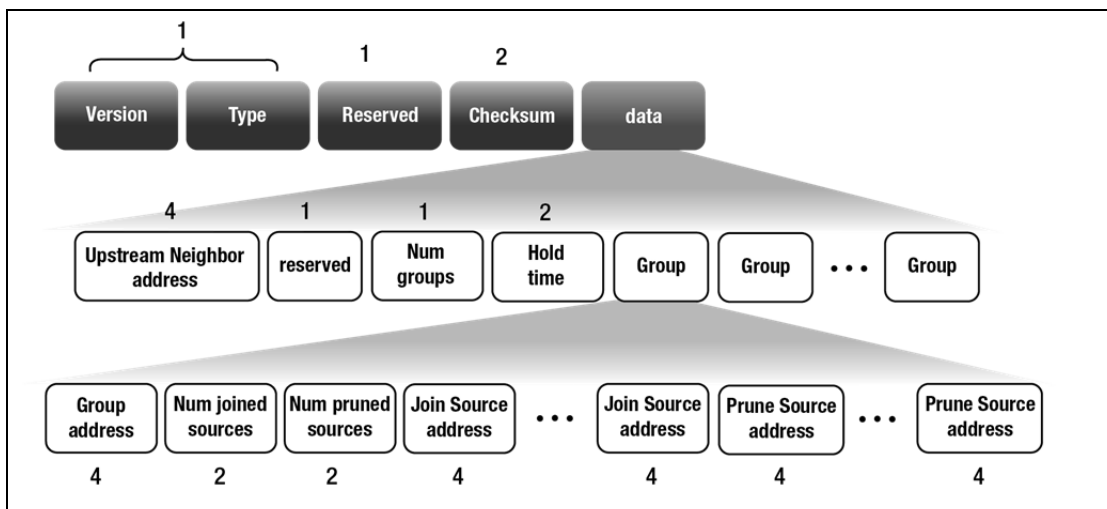 1
1 2
Version Type Reserved Checksum data
4 1 1 2
Upstream Neighbor address reserved Num groups Hold time Group Group ••• Group
Group address Num joined sources Num pruned sources Join Source address ••• Join Source address Prune Source address ••• Prune Source address
4 2 2 4 4 4 4